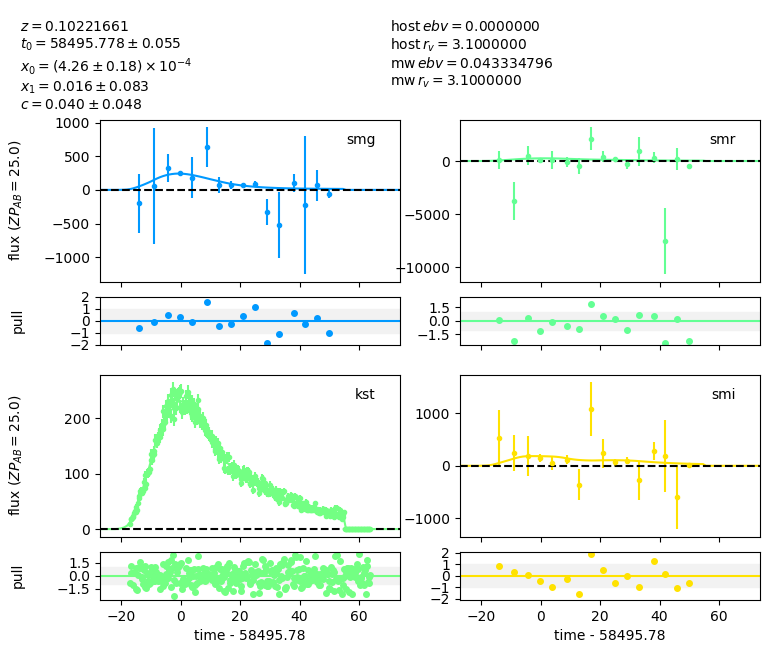 z = 0.10221661
t0 = 58495.778 ± 0.055
x0 = (4.26 ± 0.18) × 10^−4
x1 = 0.016 ± 0.083
c = 0.040 ± 0.048
host ebv = 0.0000000
host rv = 3.1000000
mw ebv = 0.043334796
mw rv = 3.1000000
smg
1000
500
0
−500
−1000
flux (ZP_AB = 25.0)
smr
0
−5000
−10000
2
1
0
−1
−2
pull
1.5
0.0
−1.5
kst
200
100
0
flux (ZP_AB = 25.0)
smi
1000
0
−1000
1.5
0.0
−1.5
pull
−20 0 20 40 60
time - 58495.78
2
1
0
−1
−2
−20 0 20 40 60
time - 58495.78